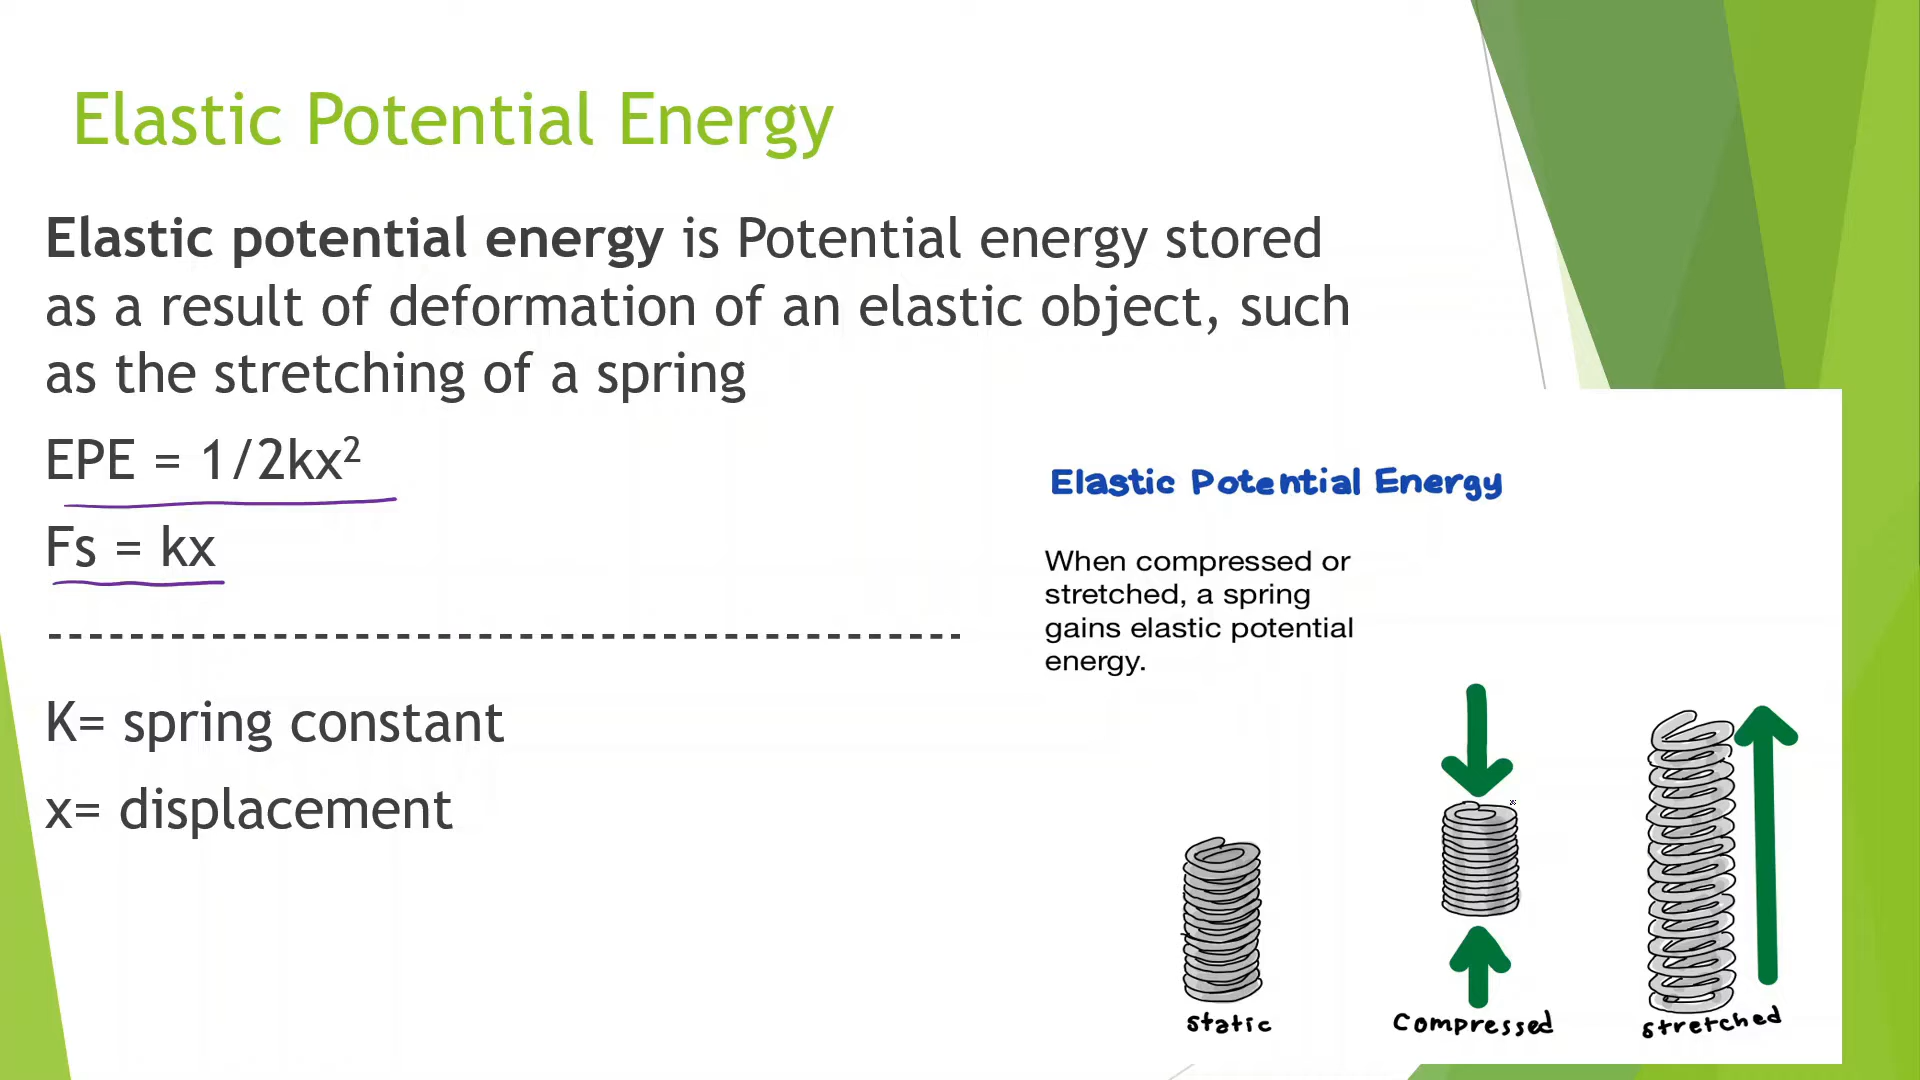 Elastic Potential Energy
Elastic potential energy is Potential energy stored
as a result of deformation of an elastic object, such
as the stretching of a spring
EPE = 1/2kx²
Fs = kx
---------------------------------------------
K= spring constant
x= displacement
Elastic Potential Energy
When compressed or
stretched, a spring
gains elastic potential
energy.
static
compressed
stretched